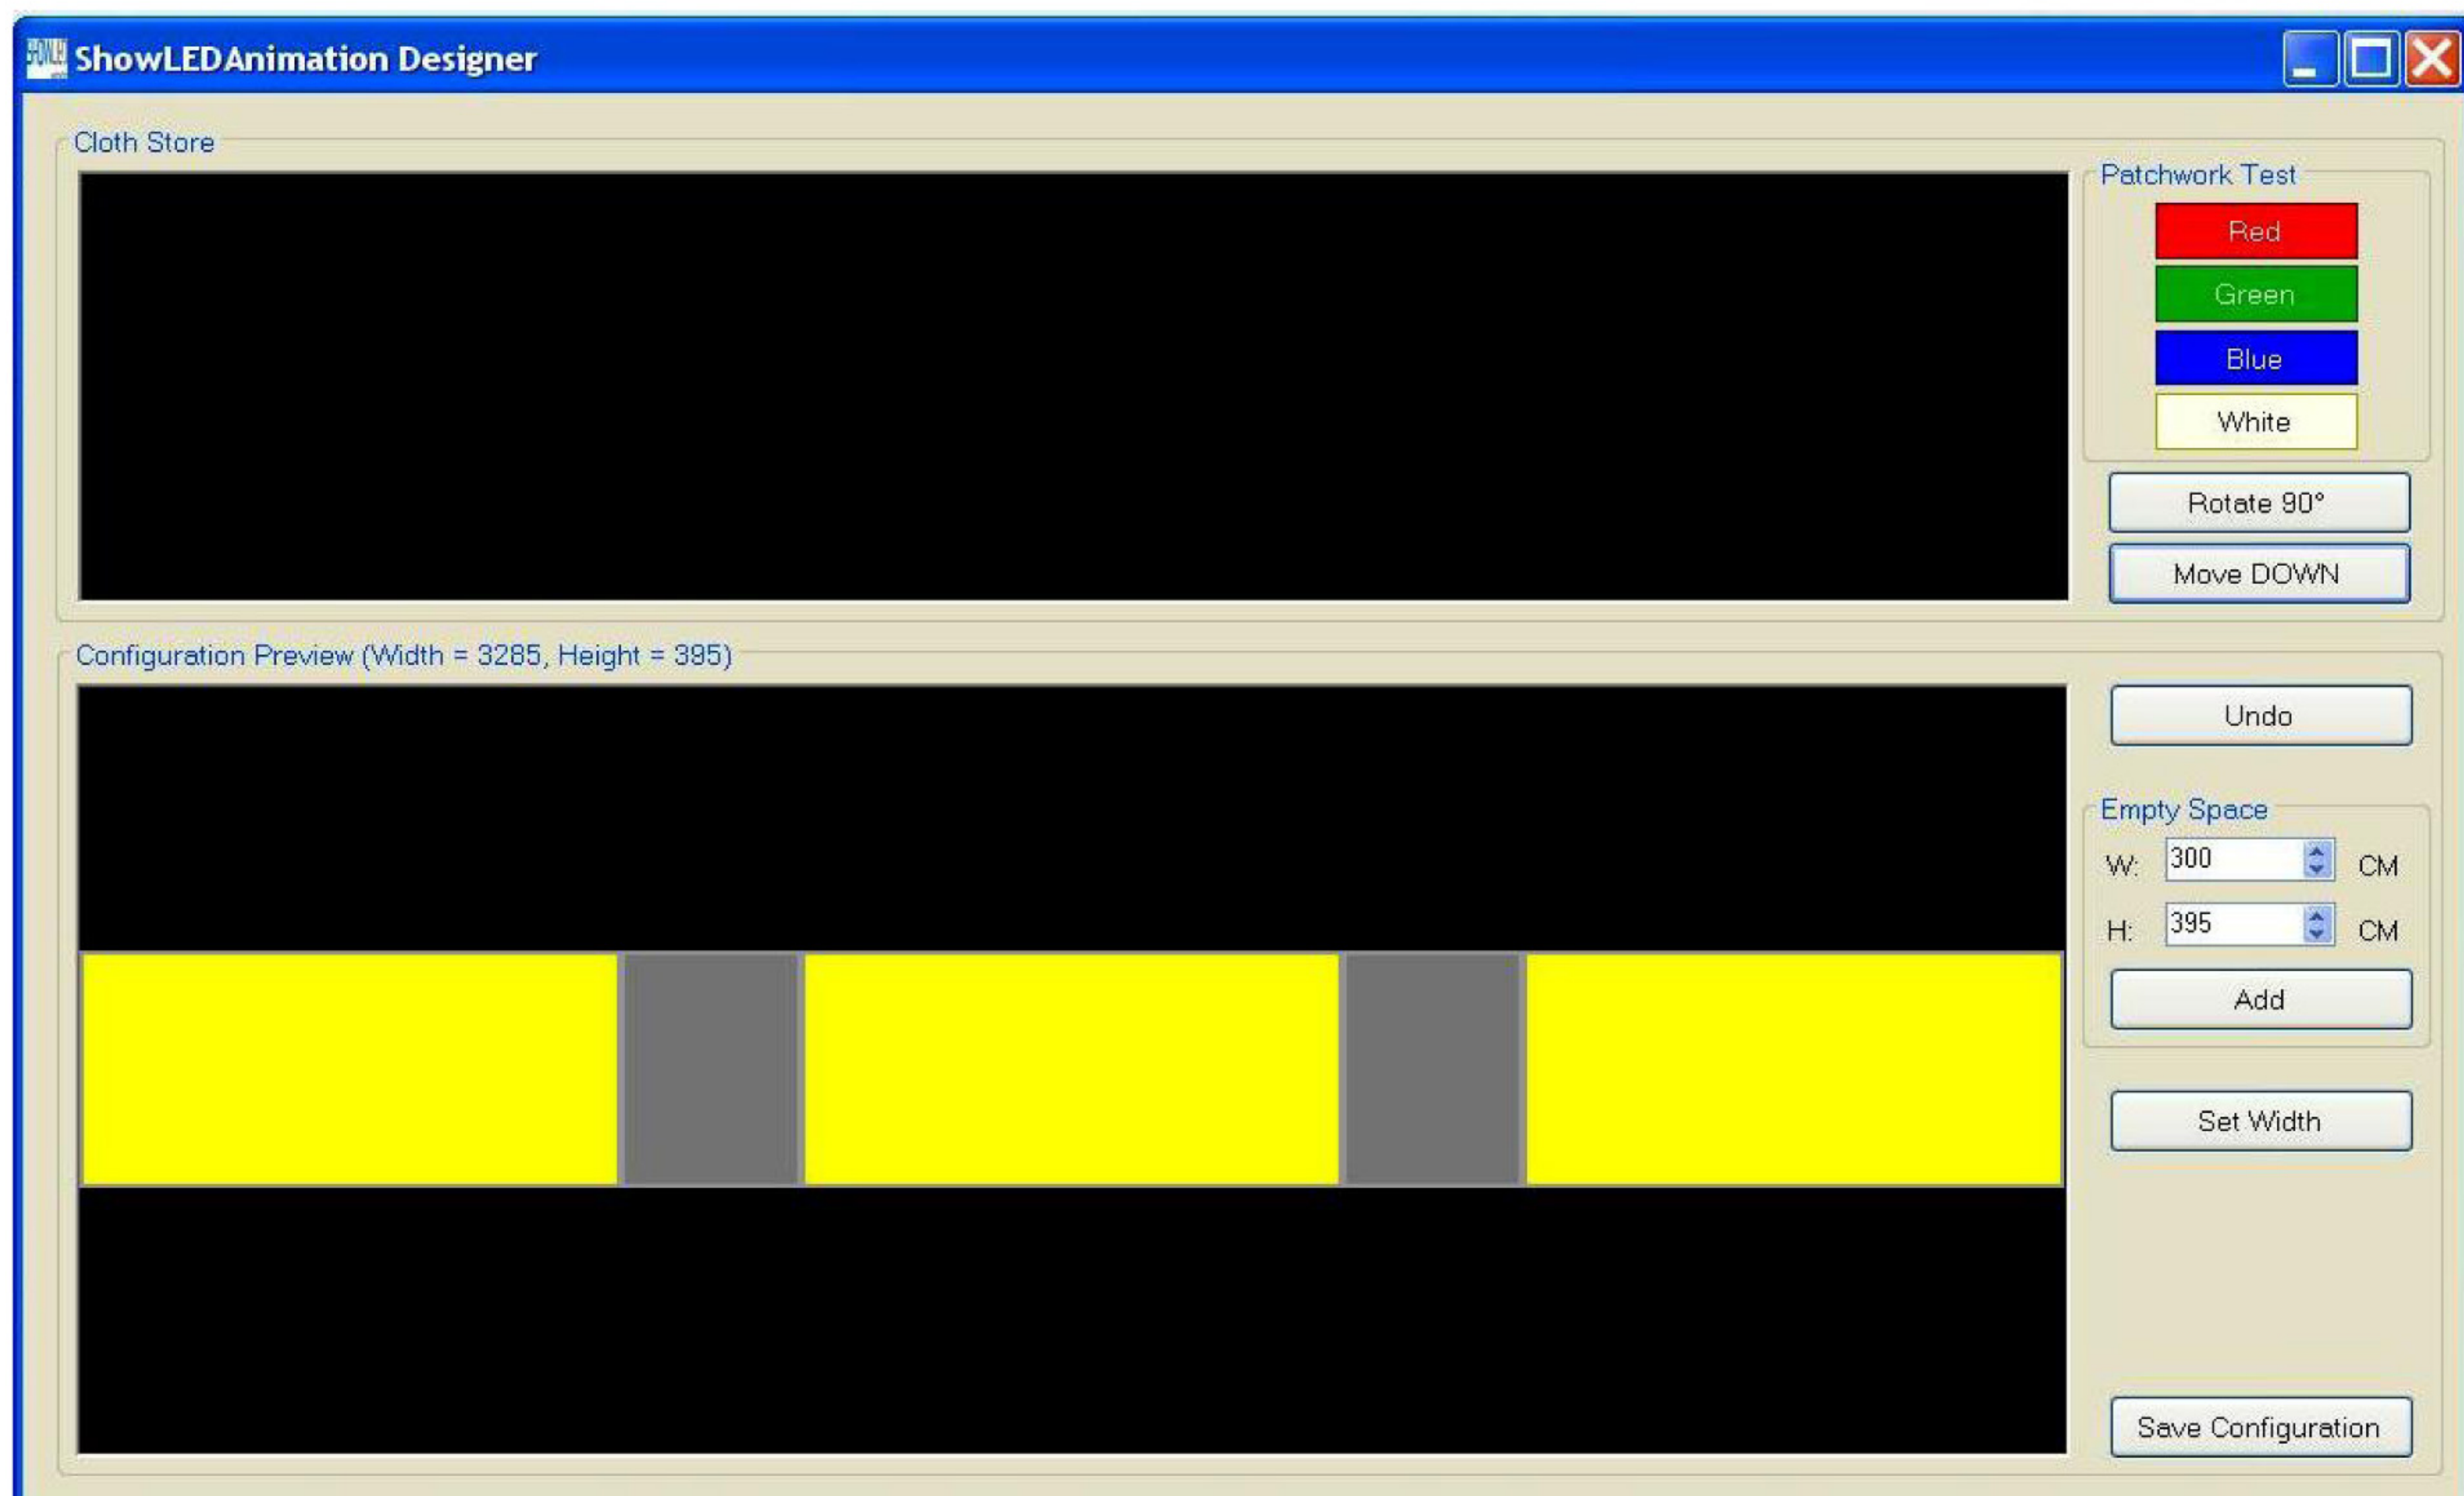 ShowLEDAnimation Designer
Cloth Store
Patchwork Test
Red
Green
Blue
White
Rotate 90°
Move DOWN
Configuration Preview (Width = 3285, Height = 395)
Undo
Empty Space
W: 300 CM
H: 395 CM
Add
Set Width
Save Configuration